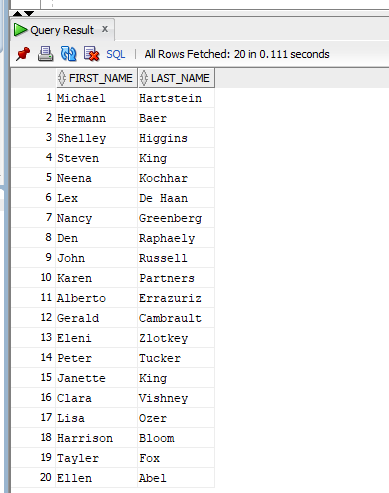 Query Result x
SQL | All Rows Fetched: 20 in 0.111 seconds
FIRST_NAME LAST_NAME
1 Michael Hartstein
2 Hermann Baer
3 Shelley Higgins
4 Steven King
5 Neena Kochhar
6 Lex De Haan
7 Nancy Greenberg
8 Den Raphaely
9 John Russell
10 Karen Partners
11 Alberto Errazuriz
12 Gerald Cambrault
13 Eleni Zlotkey
14 Peter Tucker
15 Janette King
16 Clara Vishney
17 Lisa Ozer
18 Harrison Bloom
19 Tayler Fox
20 Ellen Abel